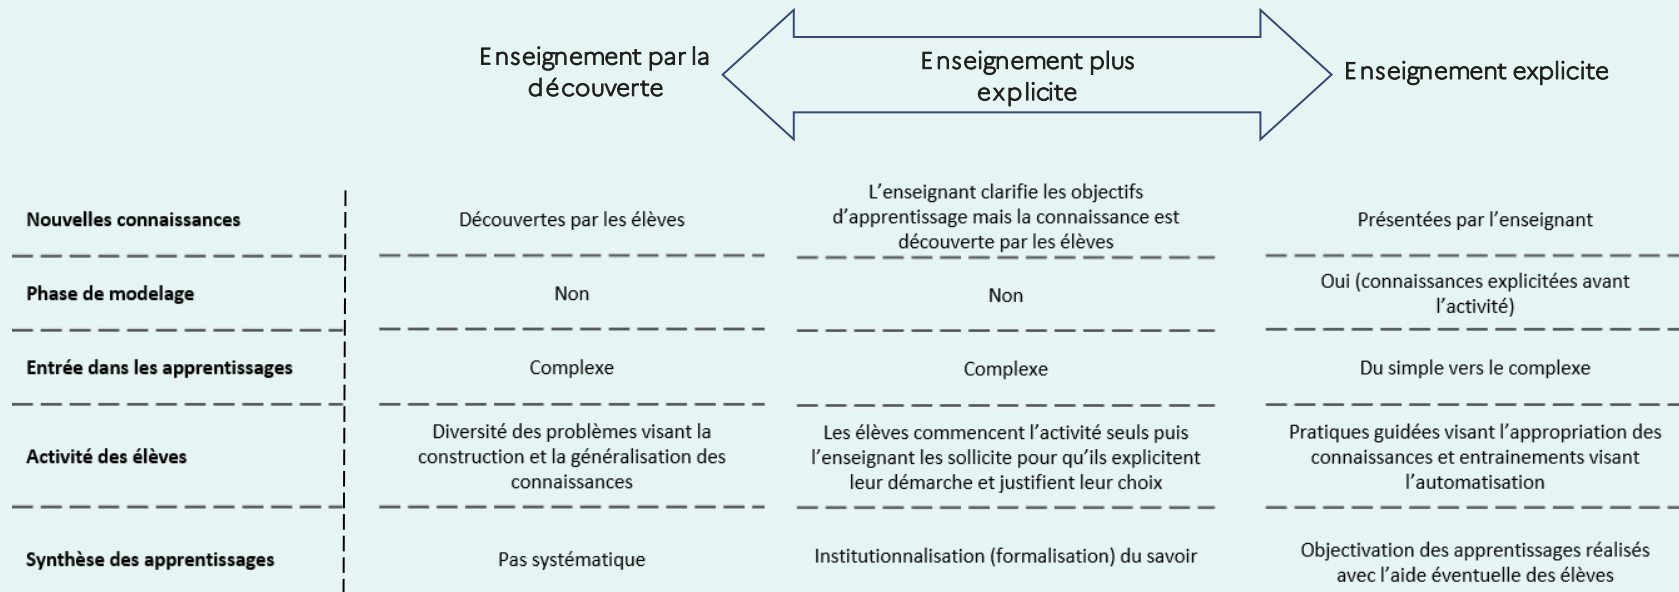 Enseignement par la
découverte
Enseignement plus
explicite
Enseignement explicite
Nouvelles connaissances
Découvertes par les élèves
L'enseignant clarifie les objectifs
d'apprentissage mais la connaissance est
découverte par les élèves
Présentées par l'enseignant
Phase de modelage
Non
Non
Oui (connaissances explicitées avant
l'activité)
Entrée dans les apprentissages
Complexe
Complexe
Du simple vers le complexe
Activité des élèves
Diversité des problèmes visant la
construction et la généralisation des
connaissances
Les élèves commencent l'activité seuls puis
l'enseignant les sollicite pour qu'ils explicitent
leur démarche et justifient leur choix
Pratiques guidées visant l'appropriation des
connaissances et entrainements visant
l'automatisation
Synthèse des apprentissages
Pas systématique
Institutionnalisation (formalisation) du savoir
Objectivation des apprentissages réalisés
avec l'aide éventuelle des élèves